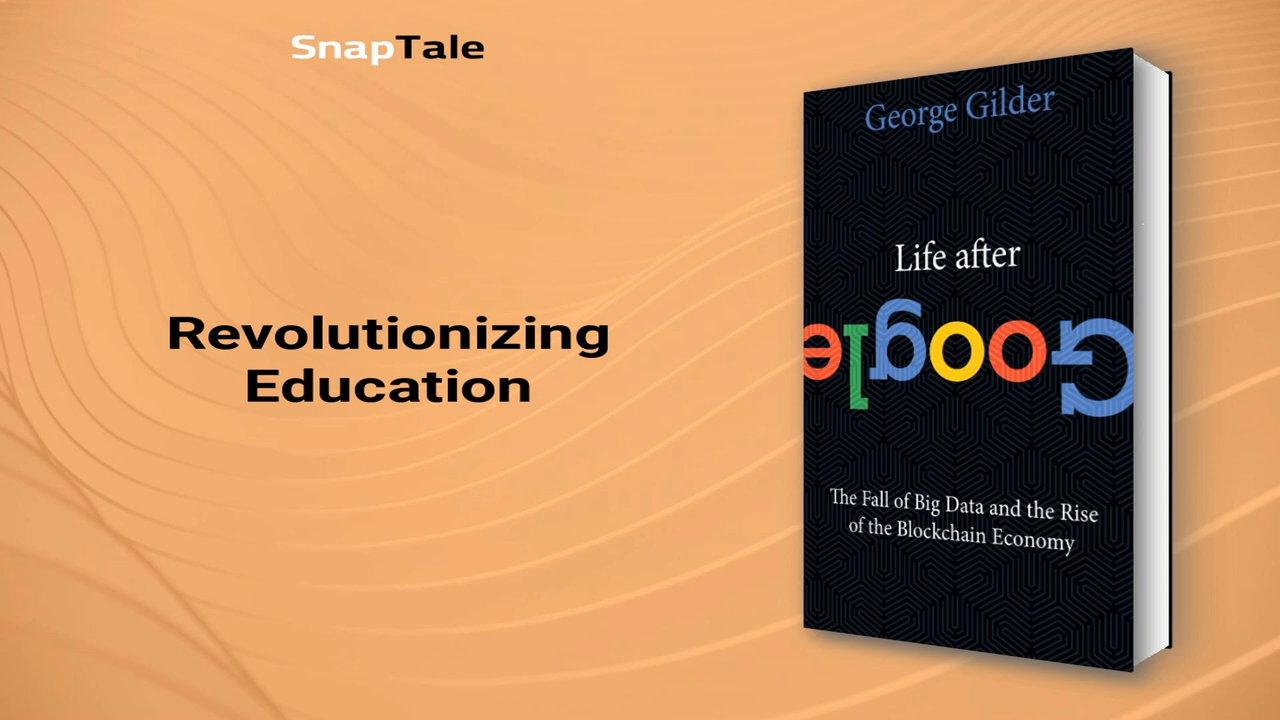 SnapTale
Revolutionizing
Education
George Gilder
Life after
Google
The Fall of Big Data and the Rise
of the Blockchain Economy